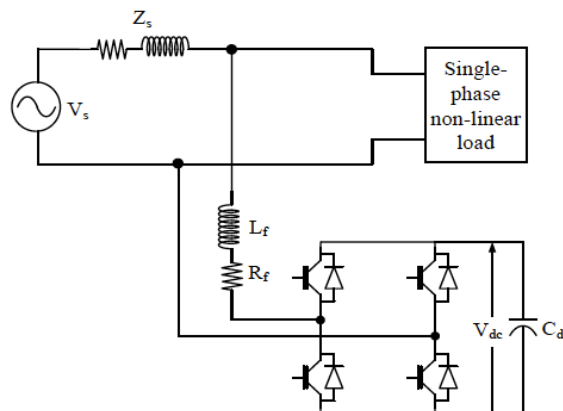 Zs
Vs
Single-
phase
non-linear
load
Lf
Rf
Vdc
Cd